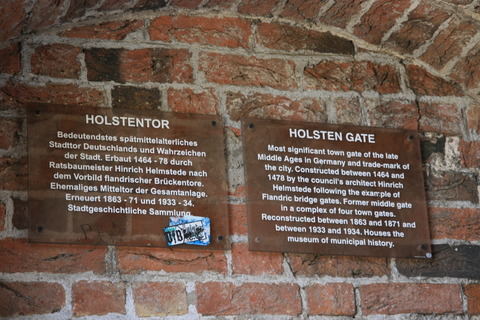 HOLSTENTOR
Bedeutendstes spätmittelalterliches
Stadttor Deutschlands und Wahrzeichen
der Stadt. Erbaut 1464 - 78 durch
Ratsbaumeister Hinrich Helmstede nach
dem Vorbild flandrischer Brückentore.
Ehemaliges Mitteltor der Gesamtanlage.
Erneuert 1863 - 71 und 1933 - 34.
Stadtgeschichtliche Sammlung
HOLSTEN GATE
Most significant town gate of the late
Middle Ages in Germany and trade-mark of
the city. Constructed between 1464 and
1478 by the council's architect Hinrich
Helmstede following the example of
Flandric bridge gates. Former middle gate
in a complex of four town gates.
Reconstructed between 1863 and 1871 and
between 1933 and 1934. Houses the
museum of municipal history.